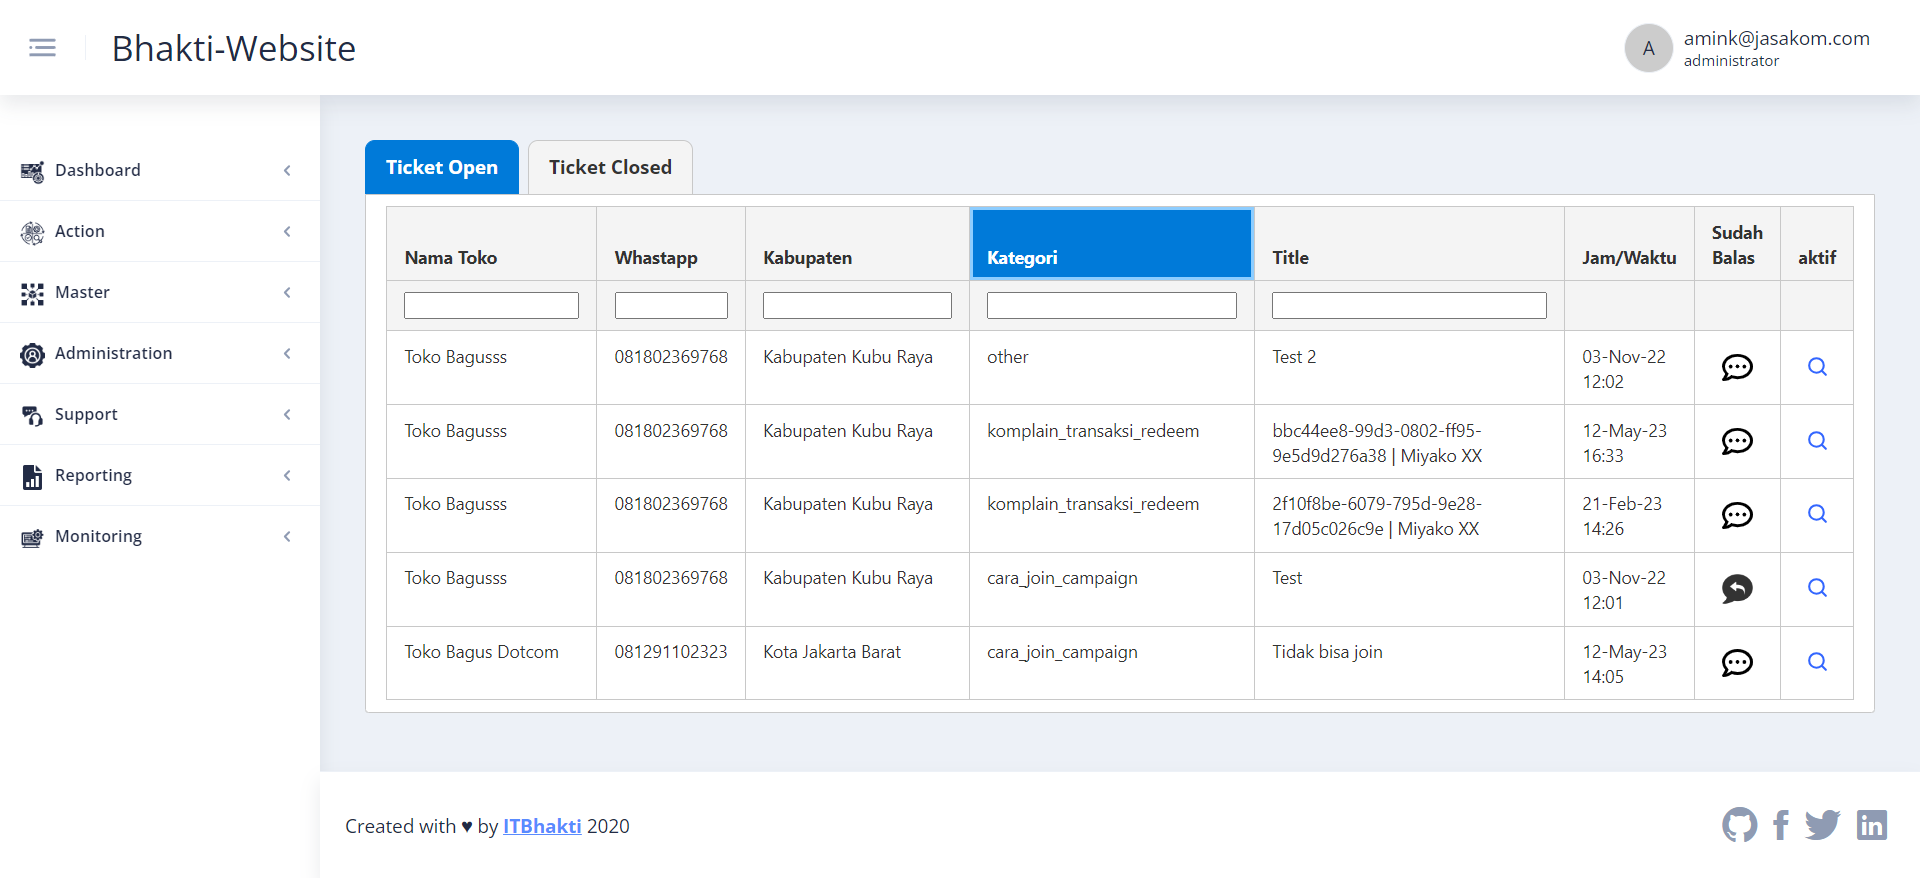 Bhakti-Website
A
amink@jasakom.com
administrator
Dashboard
Action
Master
Administration
Support
Reporting
Monitoring
Ticket Open
Ticket Closed
Nama Toko
Whastapp
Kabupaten
Kategori
Title
Jam/Waktu
Sudah
Balas
aktif
Toko Bagusss
081802369768
Kabupaten Kubu Raya
other
Test 2
03-Nov-22
12:02
Toko Bagusss
081802369768
Kabupaten Kubu Raya
komplain_transaksi_redeem
bbc44ee8-99d3-0802-ff95-
9e5d9d276a38 | Miyako XX
12-May-23
16:33
Toko Bagusss
081802369768
Kabupaten Kubu Raya
komplain_transaksi_redeem
2f10f8be-6079-795d-9e28-
17d05c026c9e | Miyako XX
21-Feb-23
14:26
Toko Bagusss
081802369768
Kabupaten Kubu Raya
cara_join_campaign
Test
03-Nov-22
12:01
Toko Bagus Dotcom
081291102323
Kota Jakarta Barat
cara_join_campaign
Tidak bisa join
12-May-23
14:05
Created with ♥ by ITBhakti 2020